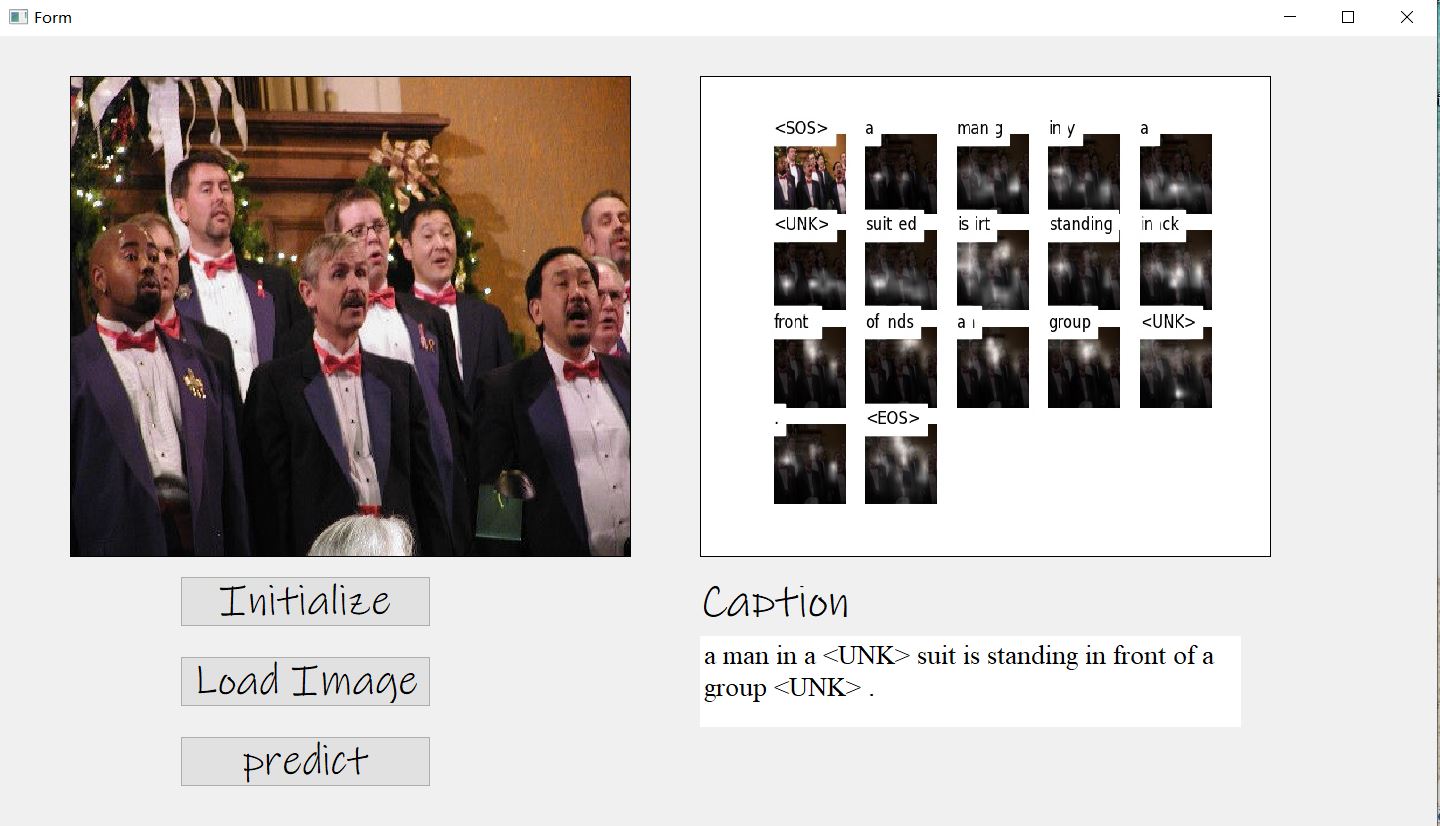 Form
<SOS> a man g in y a
<UNK> suit ed is irt standing in ck
front of nds a group <UNK>
. <EOS>
Initialize
Load Image
predict
Caption
a man in a <UNK> suit is standing in front of a
group <UNK> .